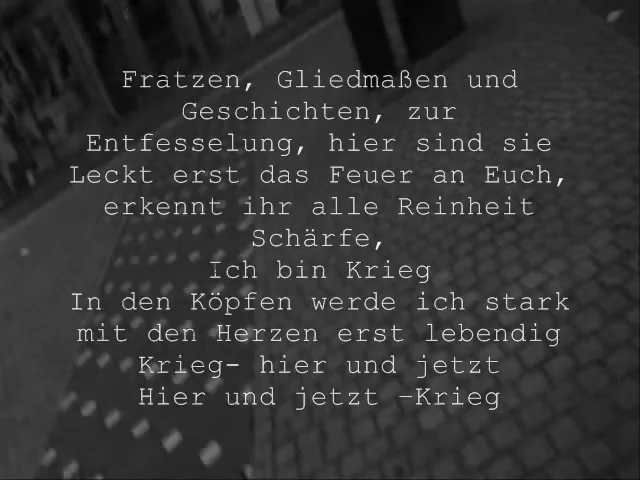 Fratzen, Gliedmaßen und
Geschichten, zur
Entfesselung, hier sind sie
Leckt erst das Feuer an Euch,
erkennt ihr alle Reinheit
Schärfe,
Ich bin Krieg
In den Köpfen werde ich stark
mit den Herzen erst lebendig
Krieg- hier und jetzt
Hier und jetzt –Krieg